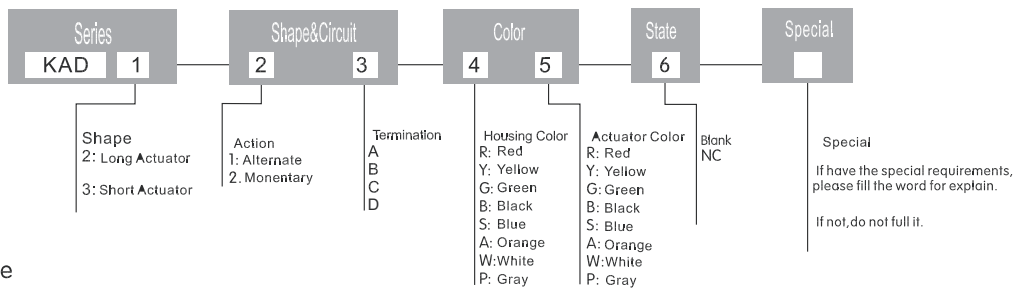 Series
KAD 1
Shape
2: Long Actuator
3: Short Actuator
Shape&Circuit
2 3
Action
1: Alternate
2. Monentary
Termination
A
B
C
D
Color
4 5
Housing Color
R: Red
Y: Yellow
G: Green
B: Black
S: Blue
A: Orange
W:White
P: Gray
Actuator Color
R: Red
Y: Yellow
G: Green
B: Black
S: Blue
A: Orange
W: White
P: Gray
State
6
Blank
NC
Special
Special
If have the special requirements,
please fill the word for explain.
If not,do not full it.
e